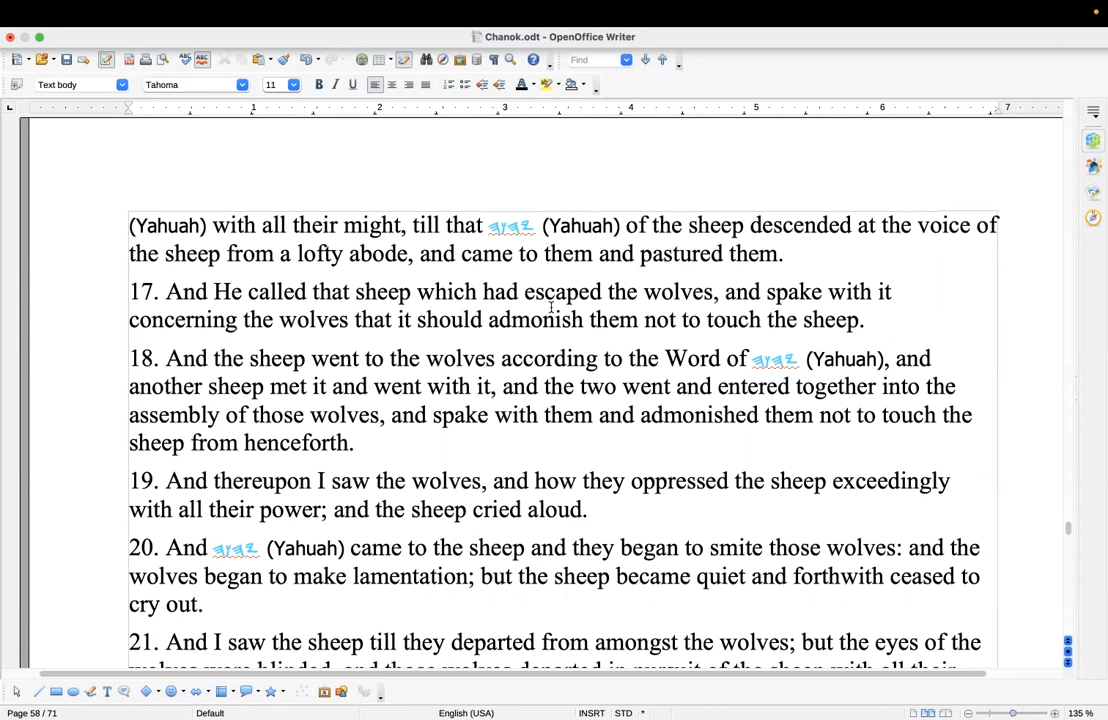 Chanok.odt - OpenOffice Writer
Find
Text body
Tahoma
11
1 2 3 4 5 6 7
(Yahuah) with all their might, till that 𐤉𐤄𐤅𐤄 (Yahuah) of the sheep descended at the voice of
the sheep from a lofty abode, and came to them and pastured them.
17. And He called that sheep which had escaped the wolves, and spake with it
concerning the wolves that it should admonish them not to touch the sheep.
18. And the sheep went to the wolves according to the Word of 𐤉𐤄𐤅𐤄 (Yahuah), and
another sheep met it and went with it, and the two went and entered together into the
assembly of those wolves, and spake with them and admonished them not to touch the
sheep from henceforth.
19. And thereupon I saw the wolves, and how they oppressed the sheep exceedingly
with all their power; and the sheep cried aloud.
20. And 𐤉𐤄𐤅𐤄 (Yahuah) came to the sheep and they began to smite those wolves: and the
wolves began to make lamentation; but the sheep became quiet and forthwith ceased to
cry out.
21. And I saw the sheep till they departed from amongst the wolves; but the eyes of the
Page 58 / 71
Default
English (USA)
INSRT
STD
*
135 %